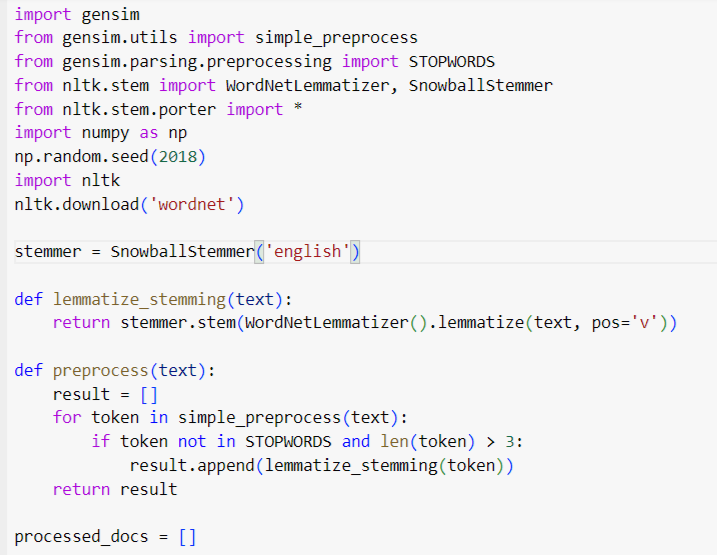 import gensim
from gensim.utils import simple_preprocess
from gensim.parsing.preprocessing import STOPWORDS
from nltk.stem import WordNetLemmatizer, SnowballStemmer
from nltk.stem.porter import *
import numpy as np
np.random.seed(2018)
import nltk
nltk.download('wordnet')

stemmer = SnowballStemmer('english')

def lemmatize_stemming(text):
    return stemmer.stem(WordNetLemmatizer().lemmatize(text, pos='v'))

def preprocess(text):
    result = []
    for token in simple_preprocess(text):
        if token not in STOPWORDS and len(token) > 3:
            result.append(lemmatize_stemming(token))
    return result

processed_docs = []